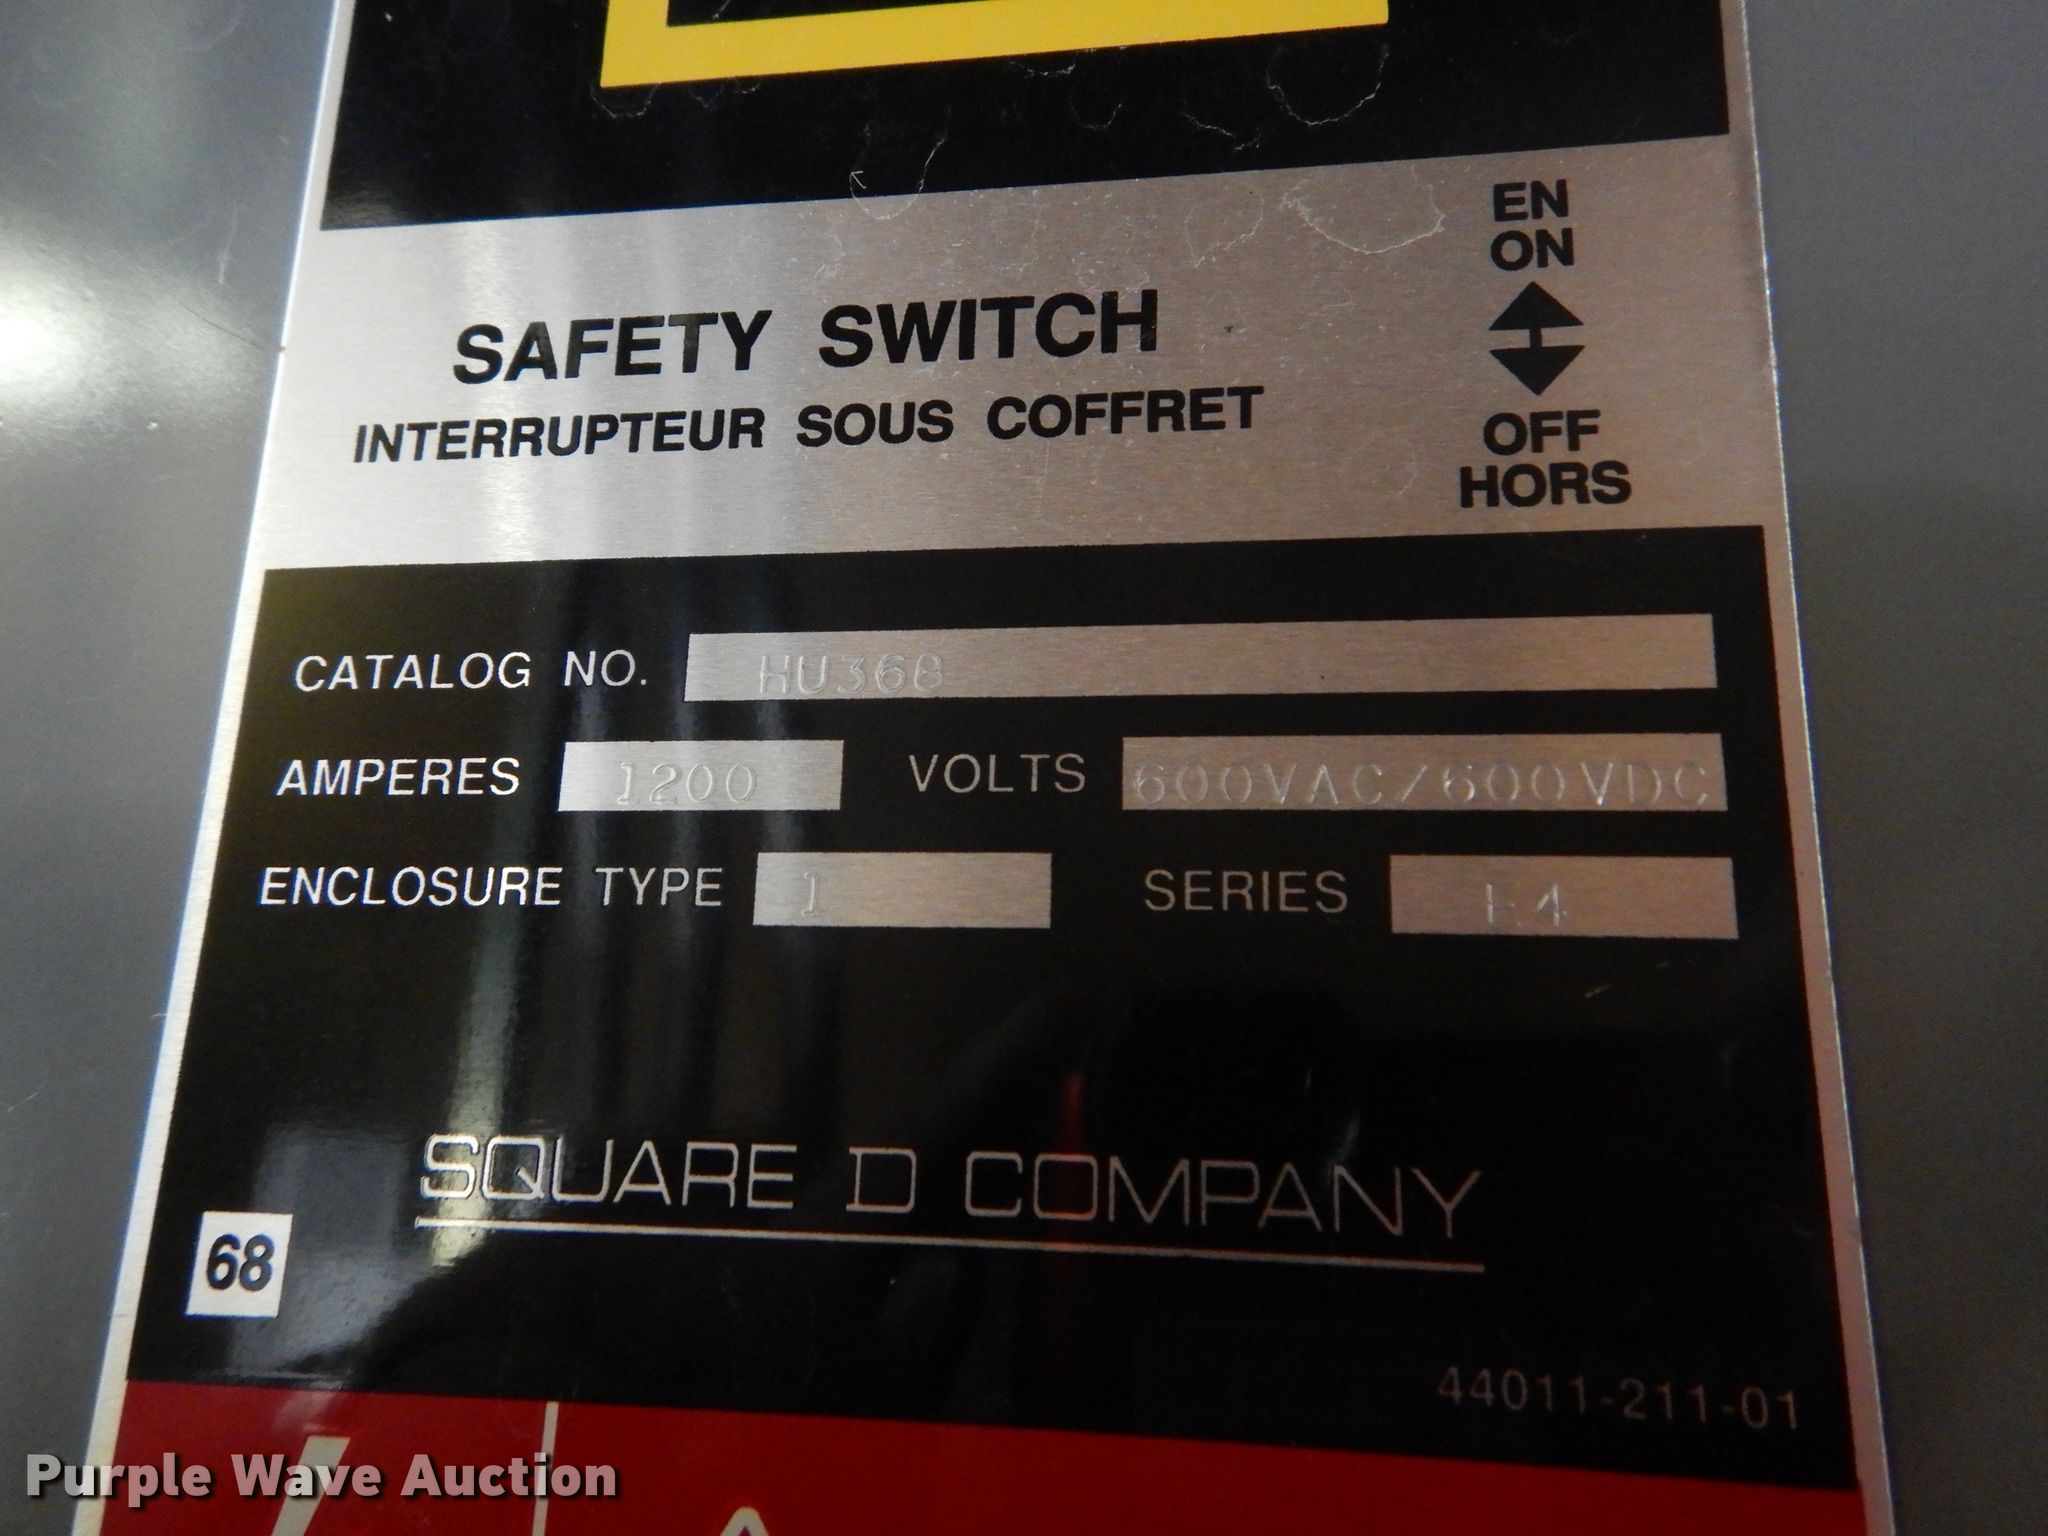 EN
ON
SAFETY SWITCH
INTERRUPTEUR SOUS COFFRET
OFF
HORS
CATALOG NO. HU368
AMPERES 1200 VOLTS 600VAC/600VDC
ENCLOSURE TYPE 1 SERIES
SQUARE D COMPANY
68
44011-211-01
Purple Wave Auction